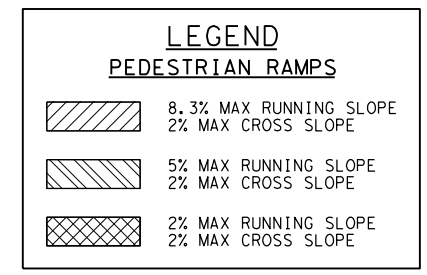 LEGEND
PEDESTRIAN RAMPS
8.3% MAX RUNNING SLOPE
2% MAX CROSS SLOPE
5% MAX RUNNING SLOPE
2% MAX CROSS SLOPE
2% MAX RUNNING SLOPE
2% MAX CROSS SLOPE